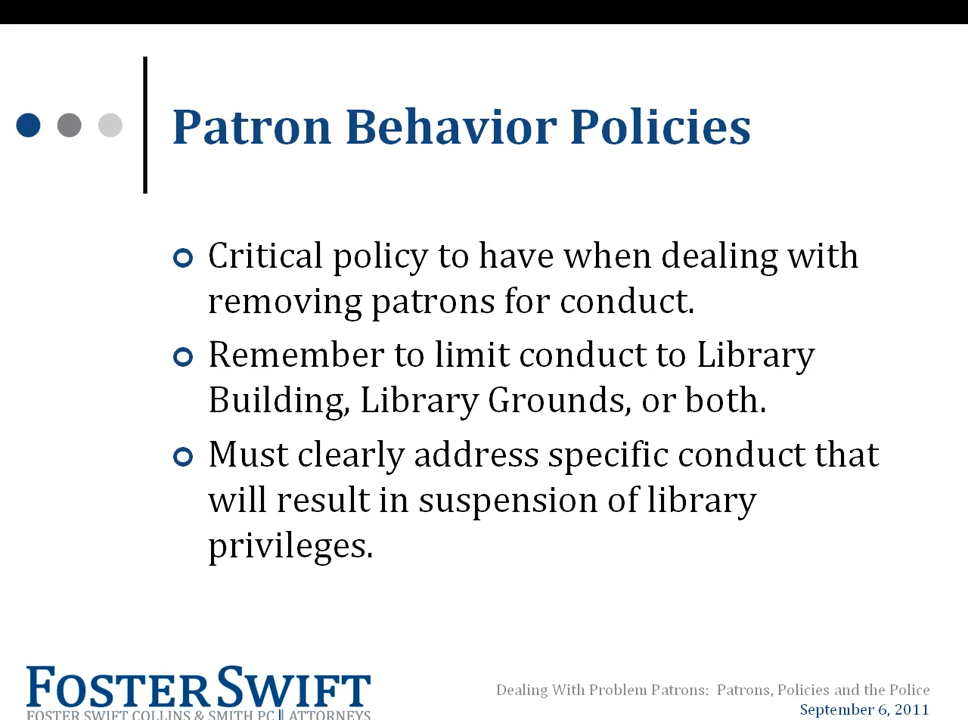 Patron Behavior Policies
Critical policy to have when dealing with
removing patrons for conduct.
Remember to limit conduct to Library
Building, Library Grounds, or both.
Must clearly address specific conduct that
will result in suspension of library
privileges.
FOSTER SWIFT
FOSTER SWIFT COLLINS & SMITH PC || ATTORNEYS
Dealing With Problem Patrons: Patrons, Policies and the Police
September 6, 2011